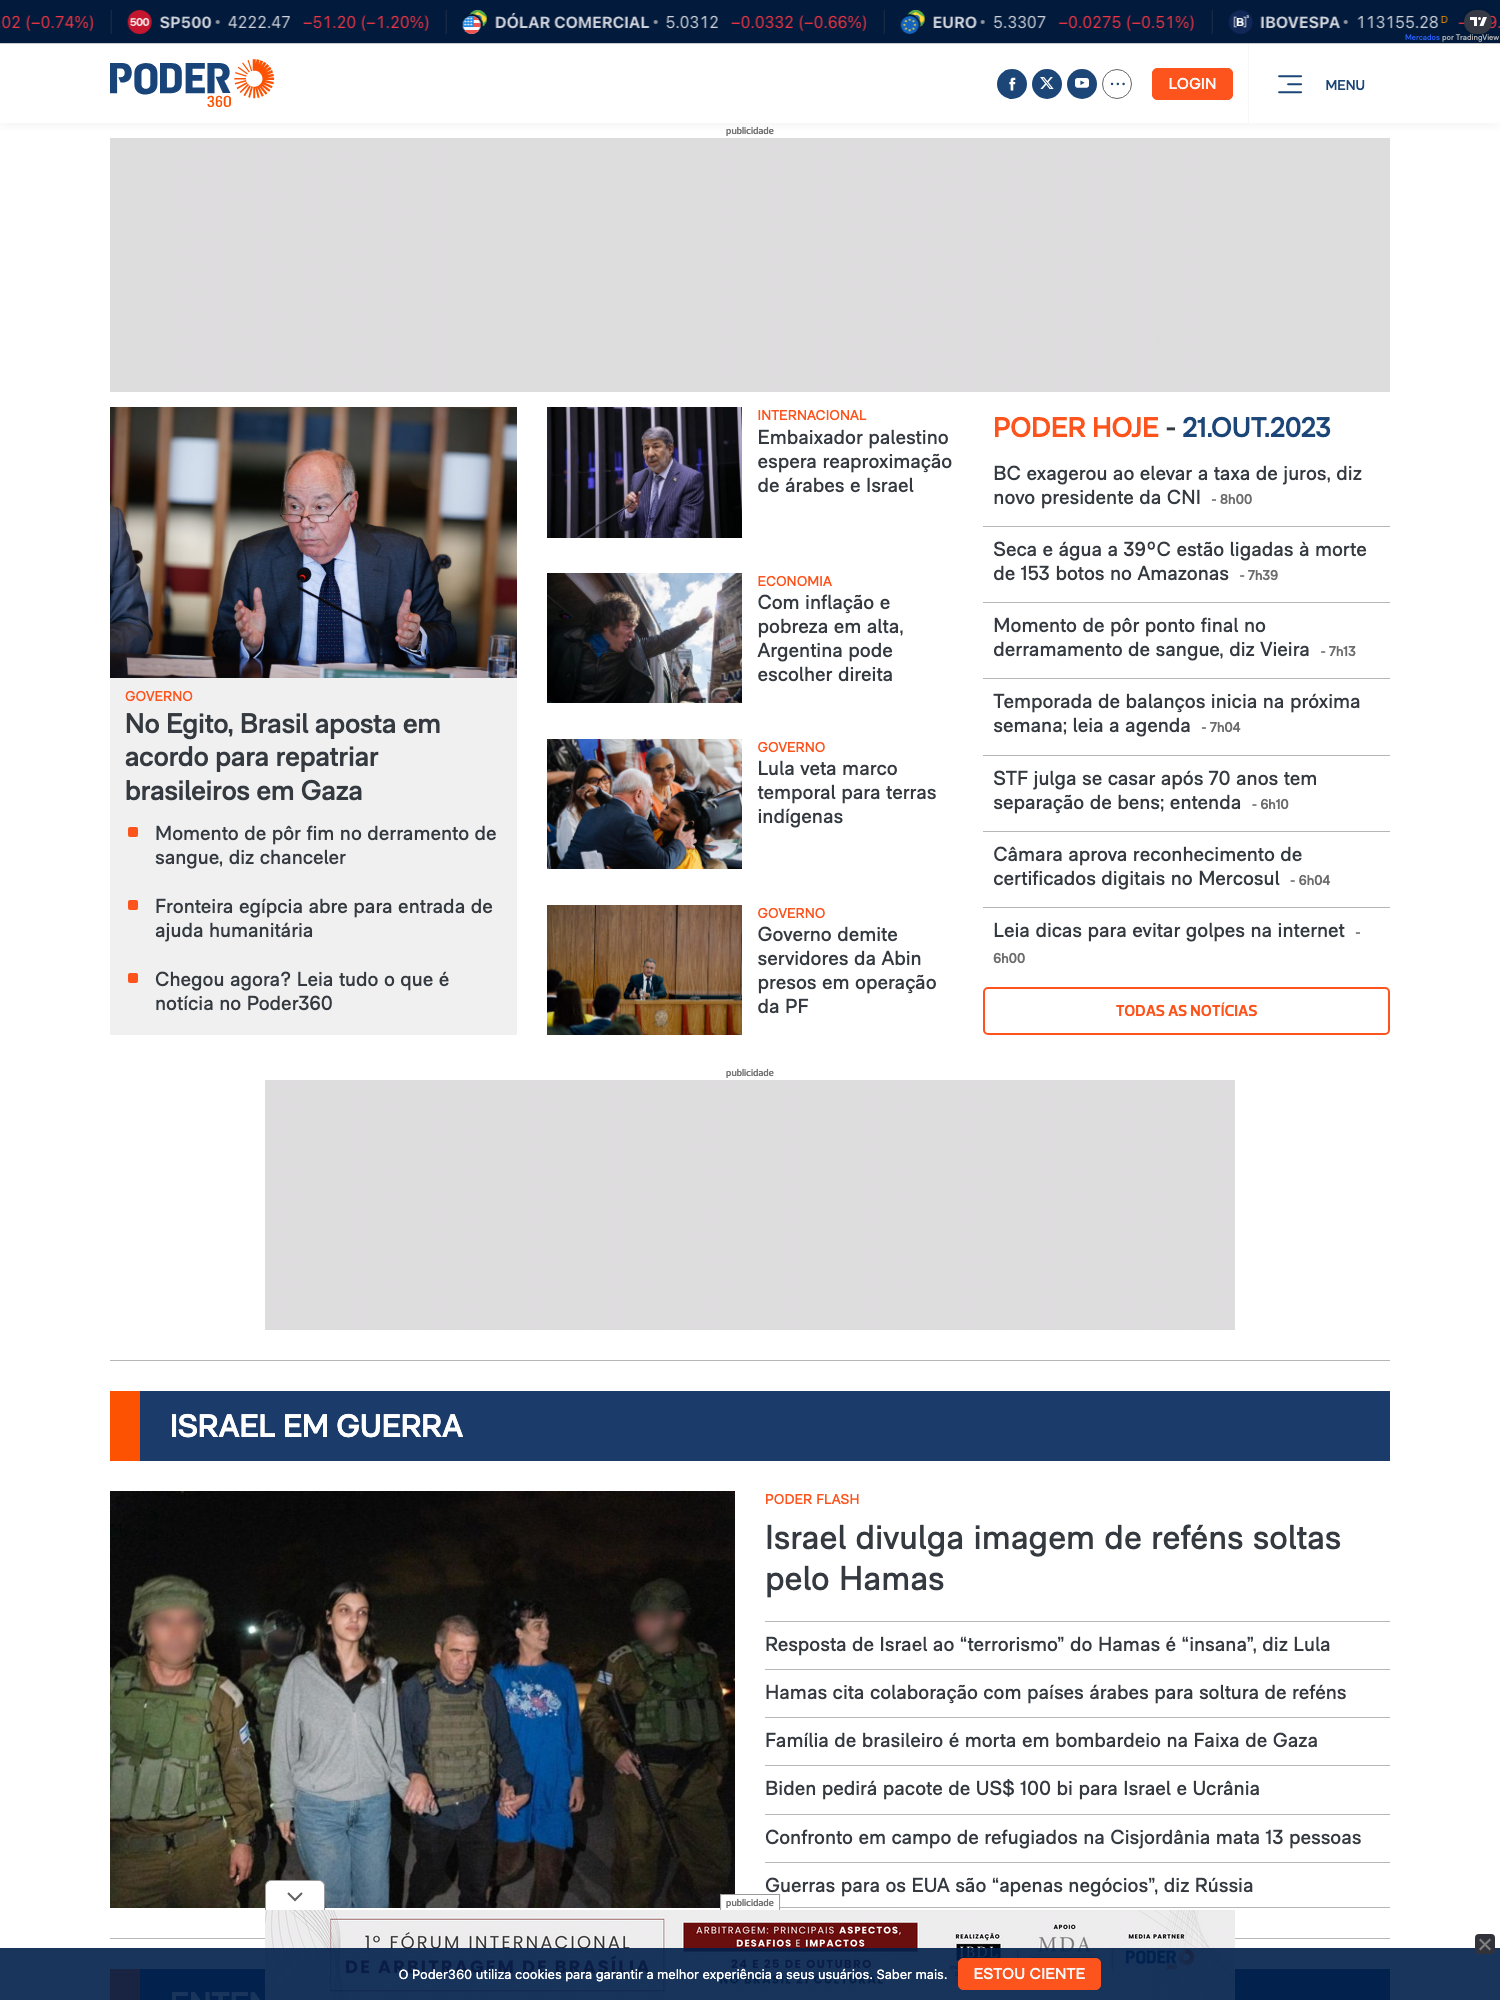 02 (−0.74%) 500 SP500 • 4222.47 −51.20 (−1.20%) DÓLAR COMERCIAL • 5.0312 −0.0332 (−0.66%) EURO • 5.3307 −0.0275 (−0.51%) [B]³ IBOVESPA • 113155.28 D
Mercados por TradingView
PODER
360
LOGIN
MENU
publicidade
GOVERNO
No Egito, Brasil aposta em
acordo para repatriar
brasileiros em Gaza
Momento de pôr fim no derramento de
sangue, diz chanceler
Fronteira egípcia abre para entrada de
ajuda humanitária
Chegou agora? Leia tudo o que é
notícia no Poder360
INTERNACIONAL
Embaixador palestino
espera reaproximação
de árabes e Israel
ECONOMIA
Com inflação e
pobreza em alta,
Argentina pode
escolher direita
GOVERNO
Lula veta marco
temporal para terras
indígenas
GOVERNO
Governo demite
servidores da Abin
presos em operação
da PF
PODER HOJE - 21.OUT.2023
BC exagerou ao elevar a taxa de juros, diz
novo presidente da CNI - 8h00
Seca e água a 39ºC estão ligadas à morte
de 153 botos no Amazonas - 7h39
Momento de pôr ponto final no
derramamento de sangue, diz Vieira - 7h13
Temporada de balanços inicia na próxima
semana; leia a agenda - 7h04
STF julga se casar após 70 anos tem
separação de bens; entenda - 6h10
Câmara aprova reconhecimento de
certificados digitais no Mercosul - 6h04
Leia dicas para evitar golpes na internet -
6h00
TODAS AS NOTÍCIAS
publicidade
ISRAEL EM GUERRA
PODER FLASH
Israel divulga imagem de reféns soltas
pelo Hamas
Resposta de Israel ao “terrorismo” do Hamas é “insana”, diz Lula
Hamas cita colaboração com países árabes para soltura de reféns
Família de brasileiro é morta em bombardeio na Faixa de Gaza
Biden pedirá pacote de US$ 100 bi para Israel e Ucrânia
Confronto em campo de refugiados na Cisjordânia mata 13 pessoas
Guerras para os EUA são “apenas negócios”, diz Rússia
publicidade
1º FÓRUM INTERNACIONAL
DE ARBITRAGEM DE BRASÍLIA
ARBITRAGEM: PRINCIPAIS ASPECTOS,
DESAFIOS E IMPACTOS
24 E 25 DE OUTUBRO
REALIZAÇÃO
APOIO
MDA
MEDIA PARTNER
PODER
O Poder360 utiliza cookies para garantir a melhor experiência a seus usuários. Saber mais.
ESTOU CIENTE